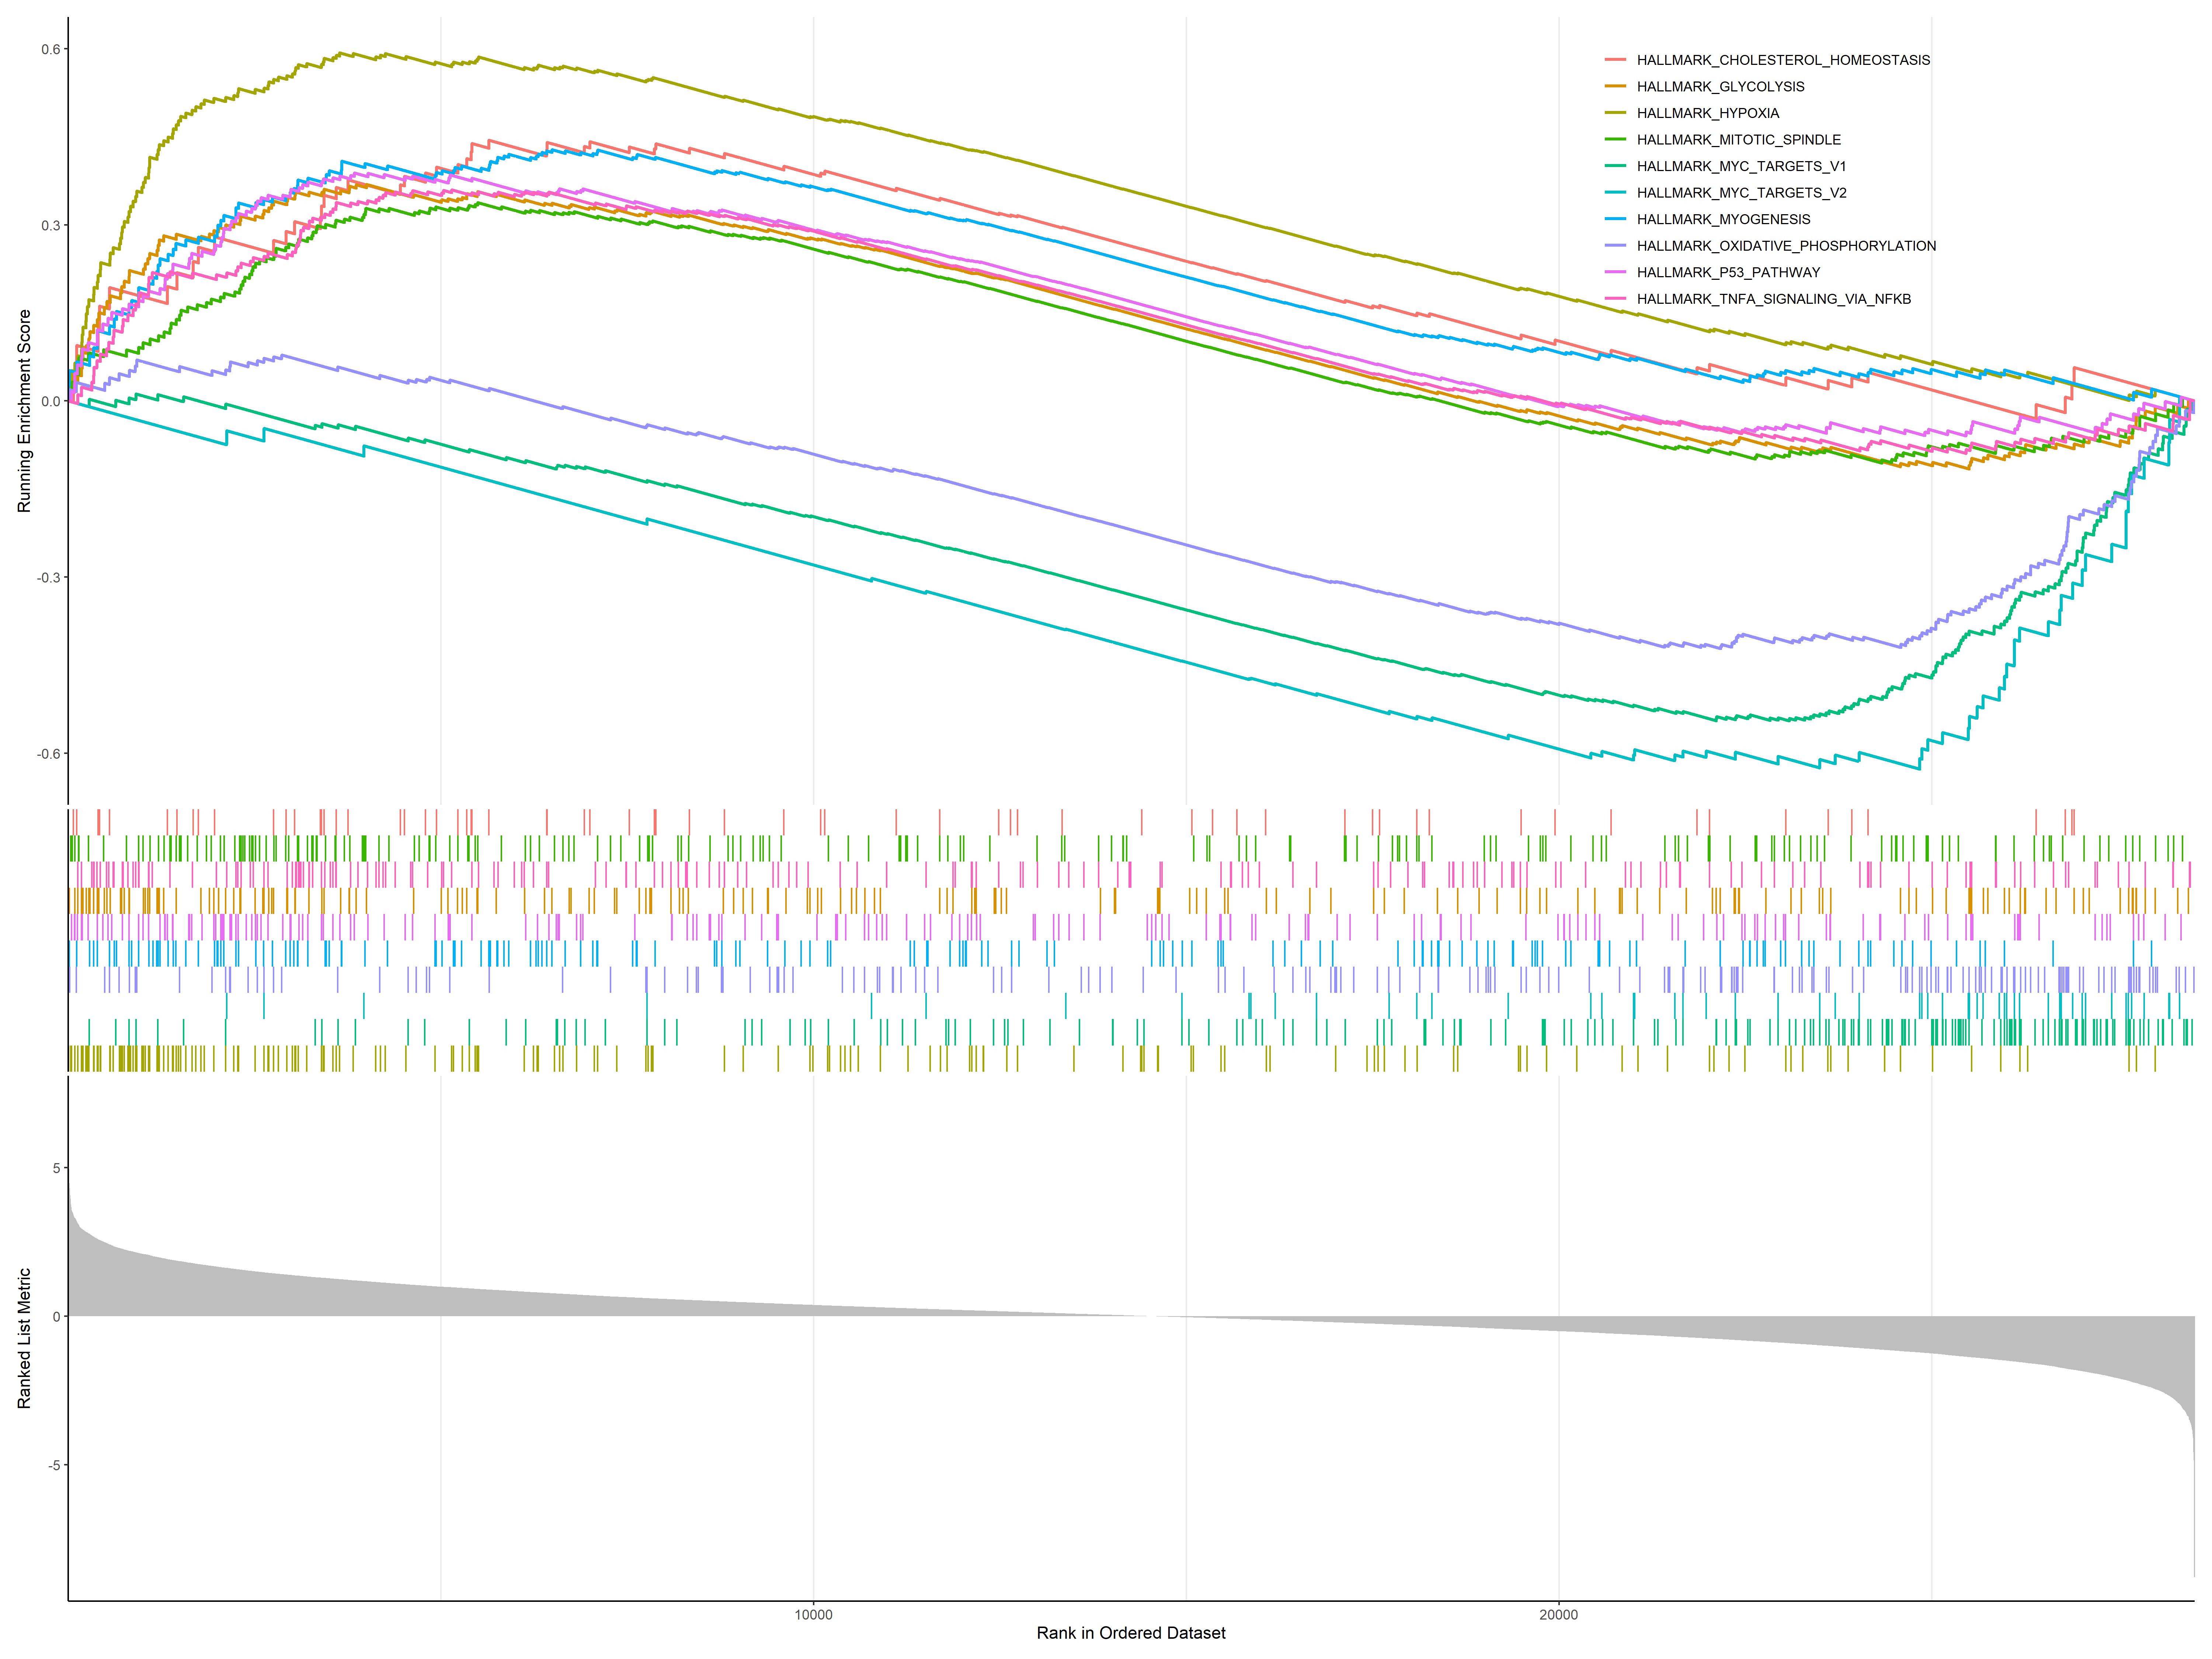 Running Enrichment Score
0.6
0.3
0.0
-0.3
-0.6
HALLMARK_CHOLESTEROL_HOMEOSTASIS
HALLMARK_GLYCOLYSIS
HALLMARK_HYPOXIA
HALLMARK_MITOTIC_SPINDLE
HALLMARK_MYC_TARGETS_V1
HALLMARK_MYC_TARGETS_V2
HALLMARK_MYOGENESIS
HALLMARK_OXIDATIVE_PHOSPHORYLATION
HALLMARK_P53_PATHWAY
HALLMARK_TNFA_SIGNALING_VIA_NFKB
Ranked List Metric
5
0
-5
10000
20000
Rank in Ordered Dataset